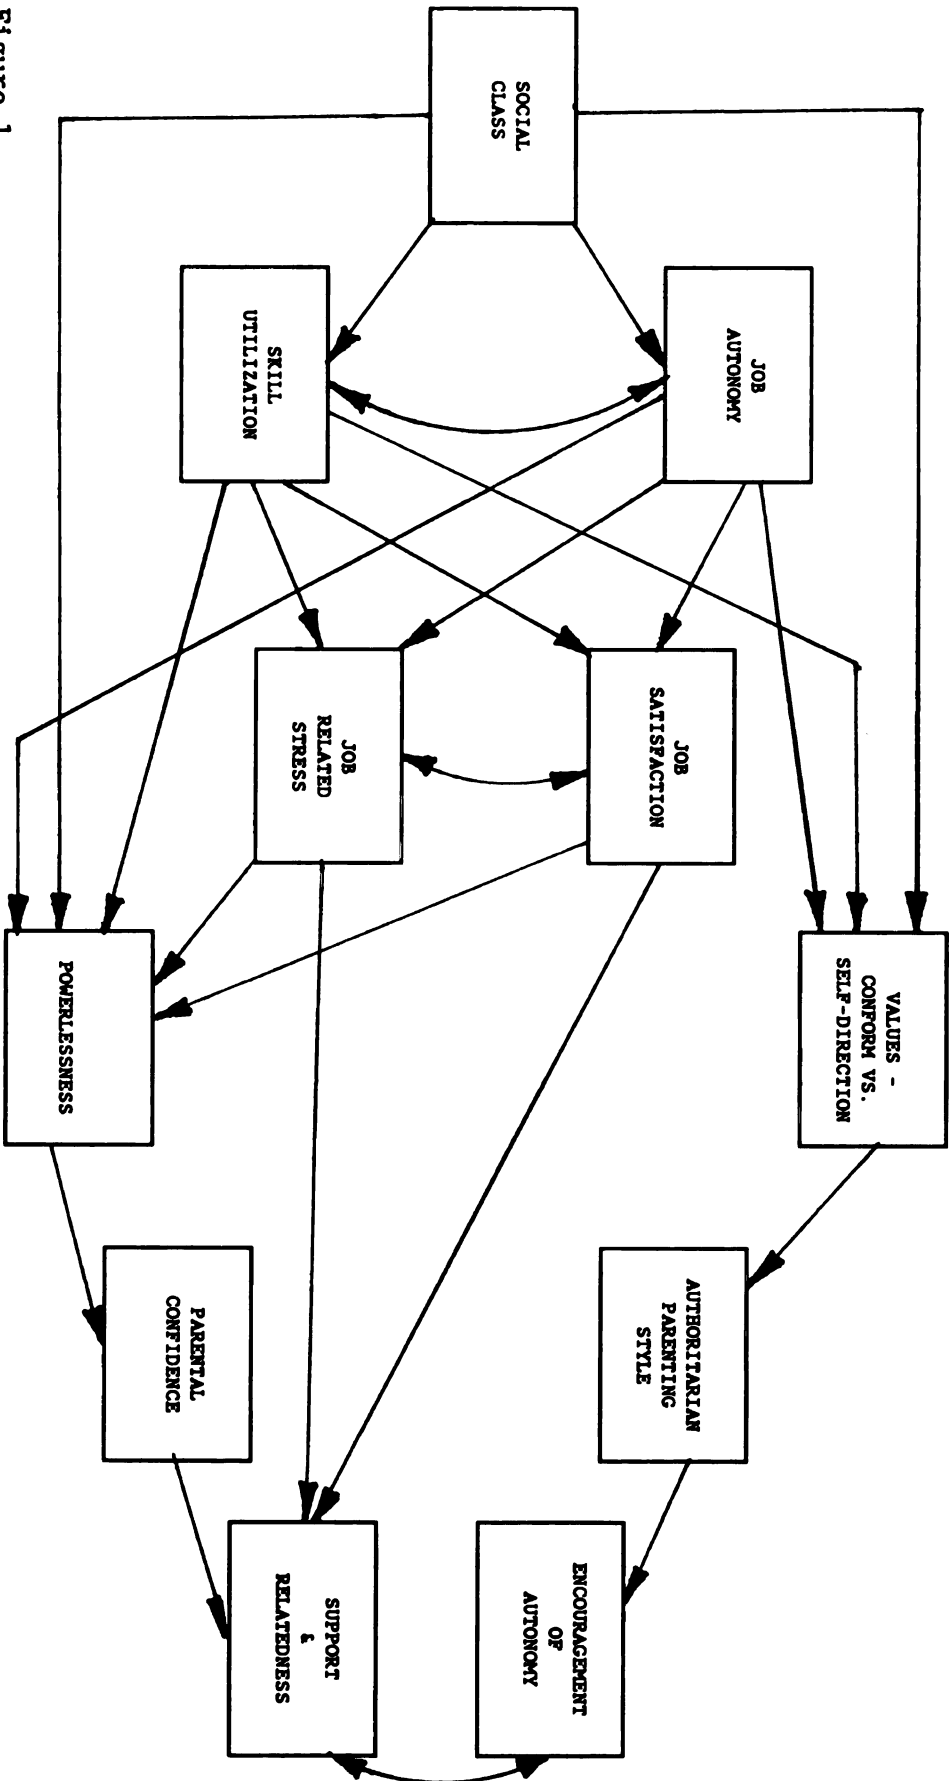 SOCIAL
CLASS
JOB
AUTONOMY
SKILL
UTILIZATION
JOB
SATISFACTION
JOB
RELATED
STRESS
VALUES -
CONFORM VS.
SELF-DIRECTION
POWERLESSNESS
AUTHORITARIAN
PARENTING
STYLE
PARENTAL
CONFIDENCE
ENCOURAGEMENT
OF
AUTONOMY
SUPPORT
&
RELATEDNESS
Figure 1